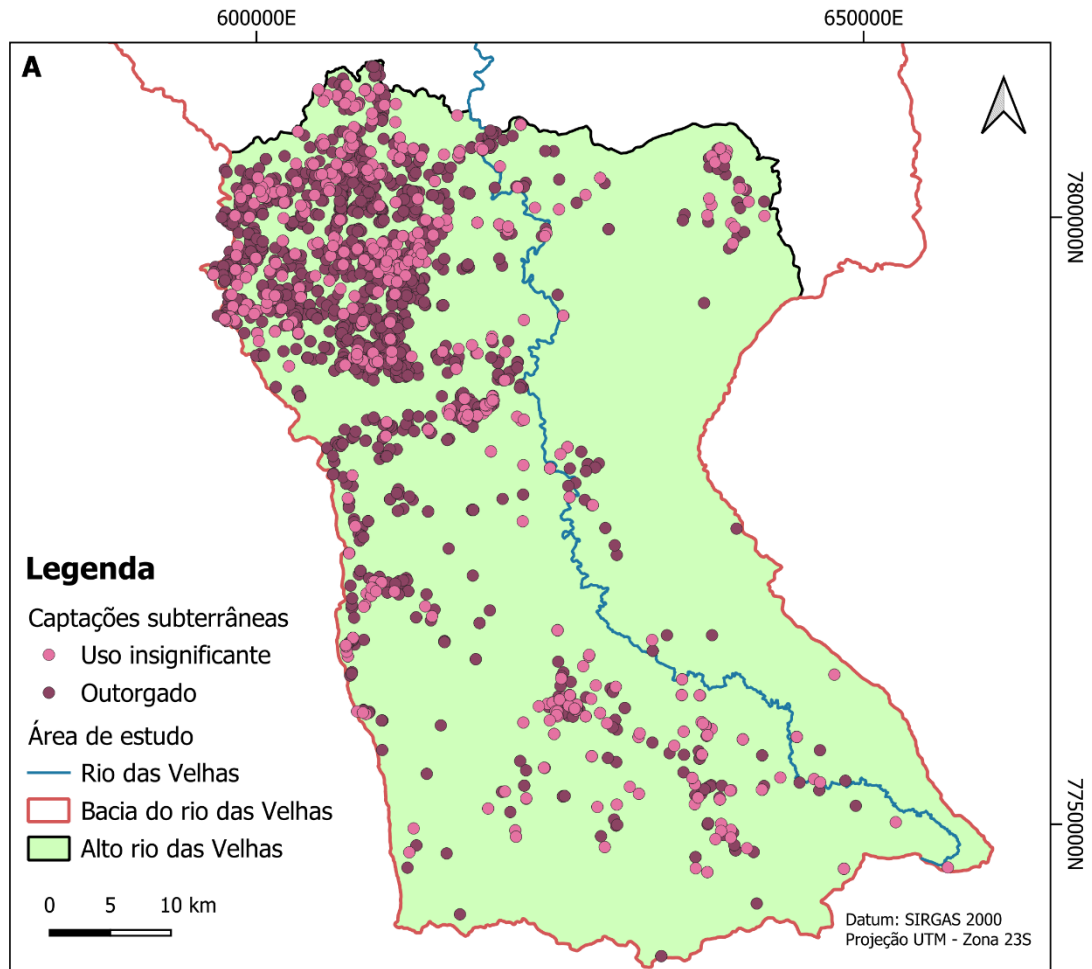 600000E
650000E
A
7800000N
Legenda
Captações subterrâneas
Uso insignificante
Outorgado
Área de estudo
Rio das Velhas
Bacia do rio das Velhas
Alto rio das Velhas
7750000N
0 5 10 km
Datum: SIRGAS 2000
Projeção UTM - Zona 23S